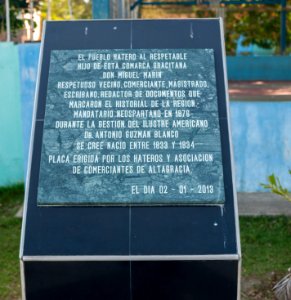 EL PUEBLO HATERO AL RESPETABLE
HIJO DE ESTA COMARCA GRACITANA
DON MIGUEL MARIN
RESPETUOSO VECINO, COMERCIANTE, MAGISTRADO,
ESCRIBANO, REDACTOR DE DOCUMENTOS QUE
MARCARON EL HISTORIAL DE LA REGION,
MANDATARIO NEOSPARTANO EN 1876
DURANTE LA GESTION DEL ILUSTRE AMERICANO
DR. ANTONIO GUZMAN BLANCO
SE CREE NACIO ENTRE 1833 Y 1834
PLACA ERIGIDA POR LOS HATEROS Y ASOCIACION
DE COMERCIANTES DE ALTAGRACIA.
EL DIA 02 - 01 - 2013